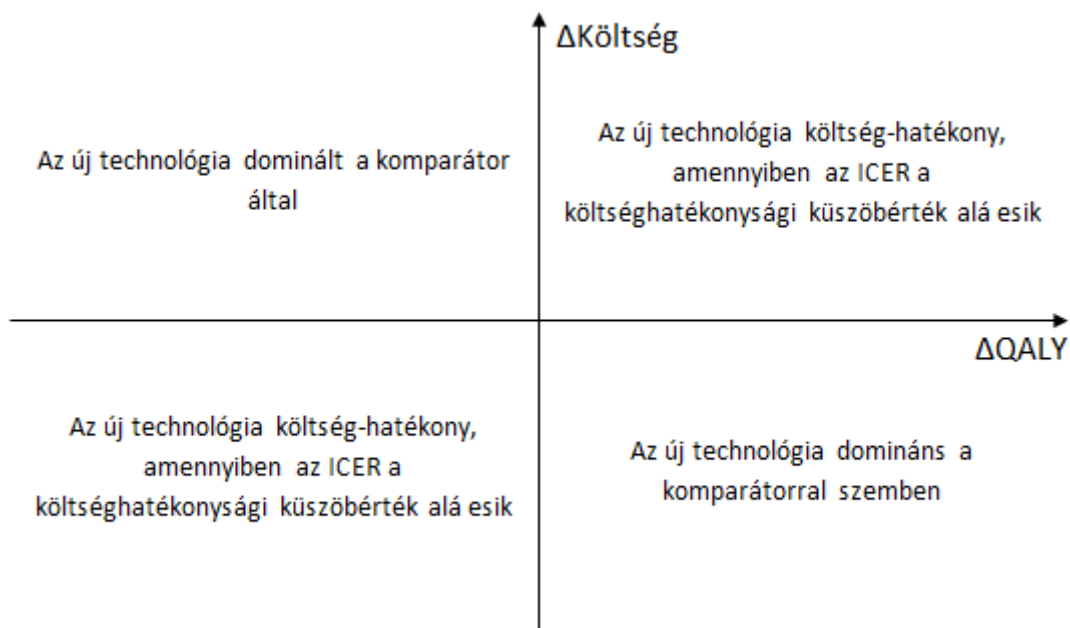 ΔKöltség
Az új technológia dominált a komparátor
által
Az új technológia költség-hatékony,
amennyiben az ICER a
költséghatékonysági küszöbérték alá esik
ΔQALY
Az új technológia költség-hatékony,
amennyiben az ICER a
költséghatékonysági küszöbérték alá esik
Az új technológia domináns a
komparátorral szemben